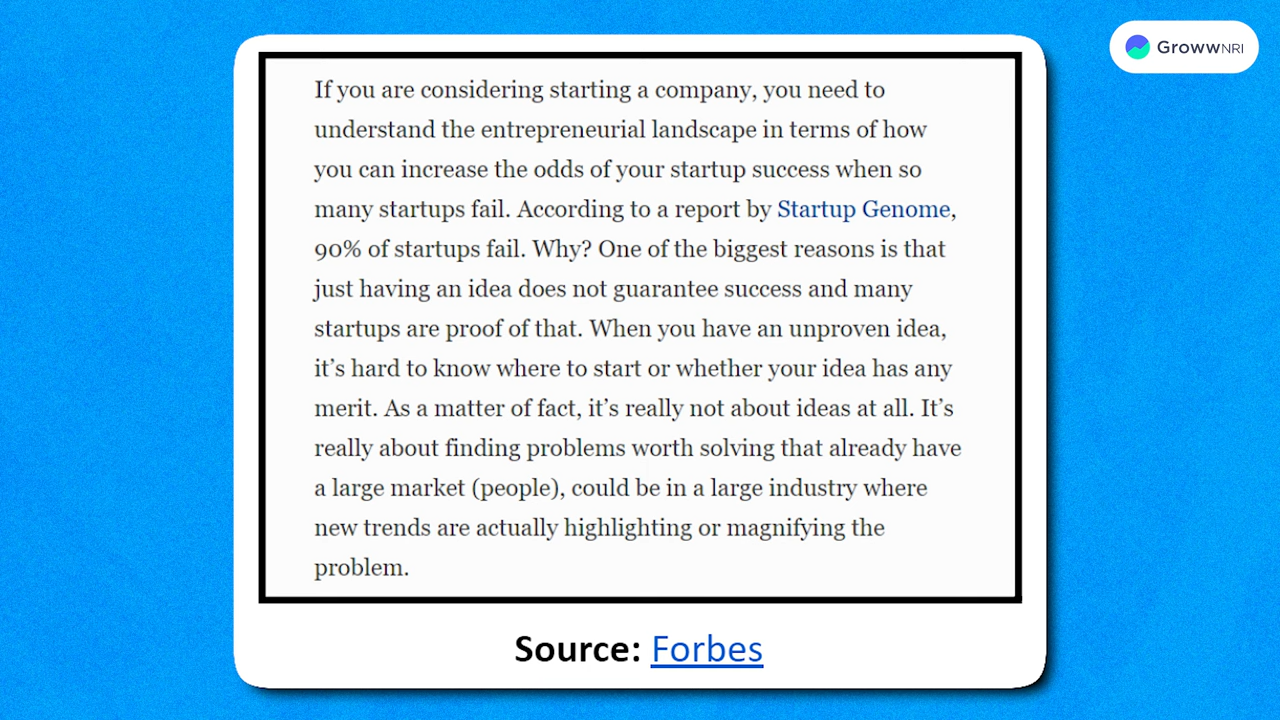 GrowwNRI
If you are considering starting a company, you need to
understand the entrepreneurial landscape in terms of how
you can increase the odds of your startup success when so
many startups fail. According to a report by Startup Genome,
90% of startups fail. Why? One of the biggest reasons is that
just having an idea does not guarantee success and many
startups are proof of that. When you have an unproven idea,
it’s hard to know where to start or whether your idea has any
merit. As a matter of fact, it’s really not about ideas at all. It’s
really about finding problems worth solving that already have
a large market (people), could be in a large industry where
new trends are actually highlighting or magnifying the
problem.
Source: Forbes